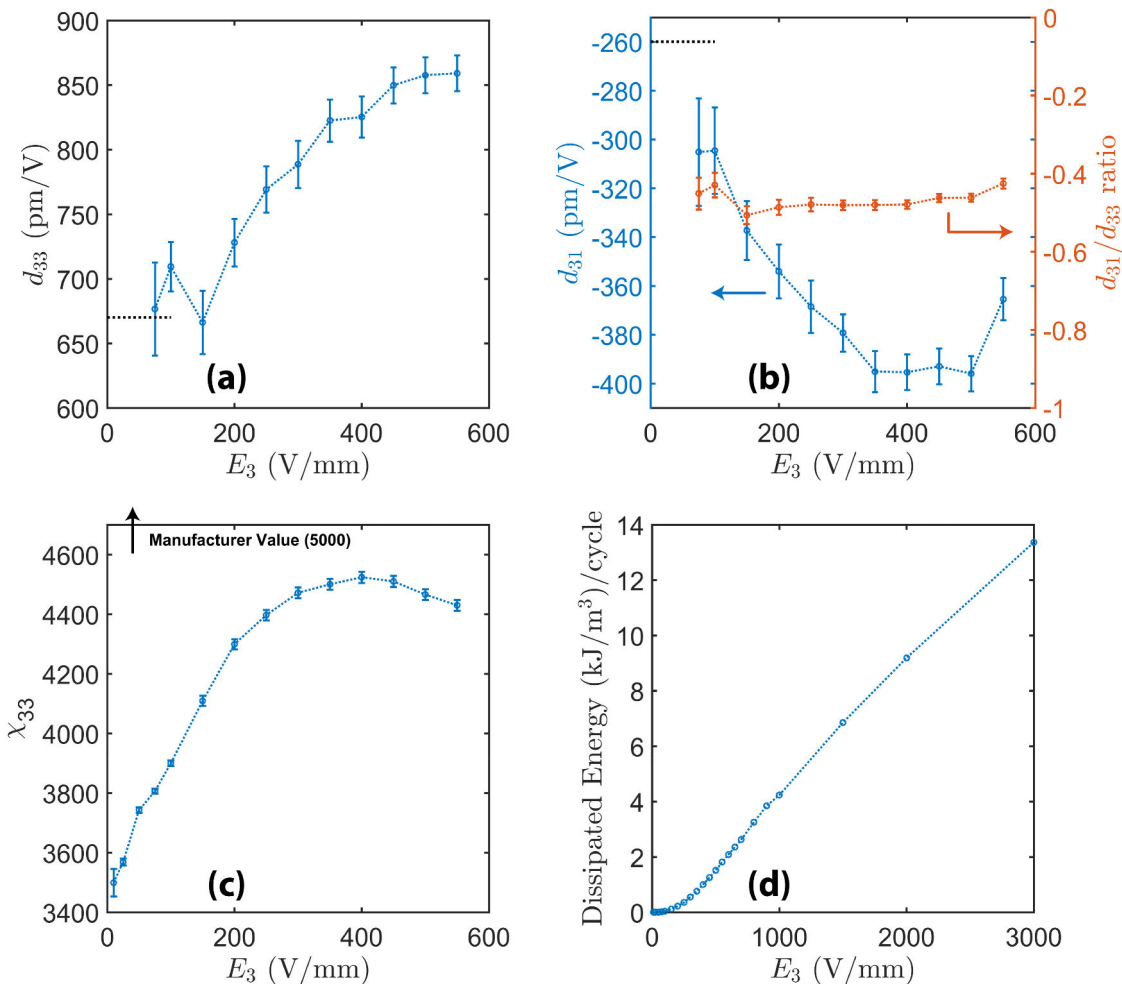 900
850
800
750
700
650
600
d33 (pm/V)
(a)
0 200 400 600
E3 (V/mm)
-260
-280
-300
-320
-340
-360
-380
-400
d31 (pm/V)
(b)
0
-0.2
-0.4
-0.6
-0.8
-1
d31/d33 ratio
0 200 400 600
E3 (V/mm)
Manufacturer Value (5000)
4600
4400
4200
4000
3800
3600
3400
χ33
(c)
0 200 400 600
E3 (V/mm)
14
12
10
8
6
4
2
0
Dissipated Energy (kJ/m³)/cycle
(d)
0 1000 2000 3000
E3 (V/mm)